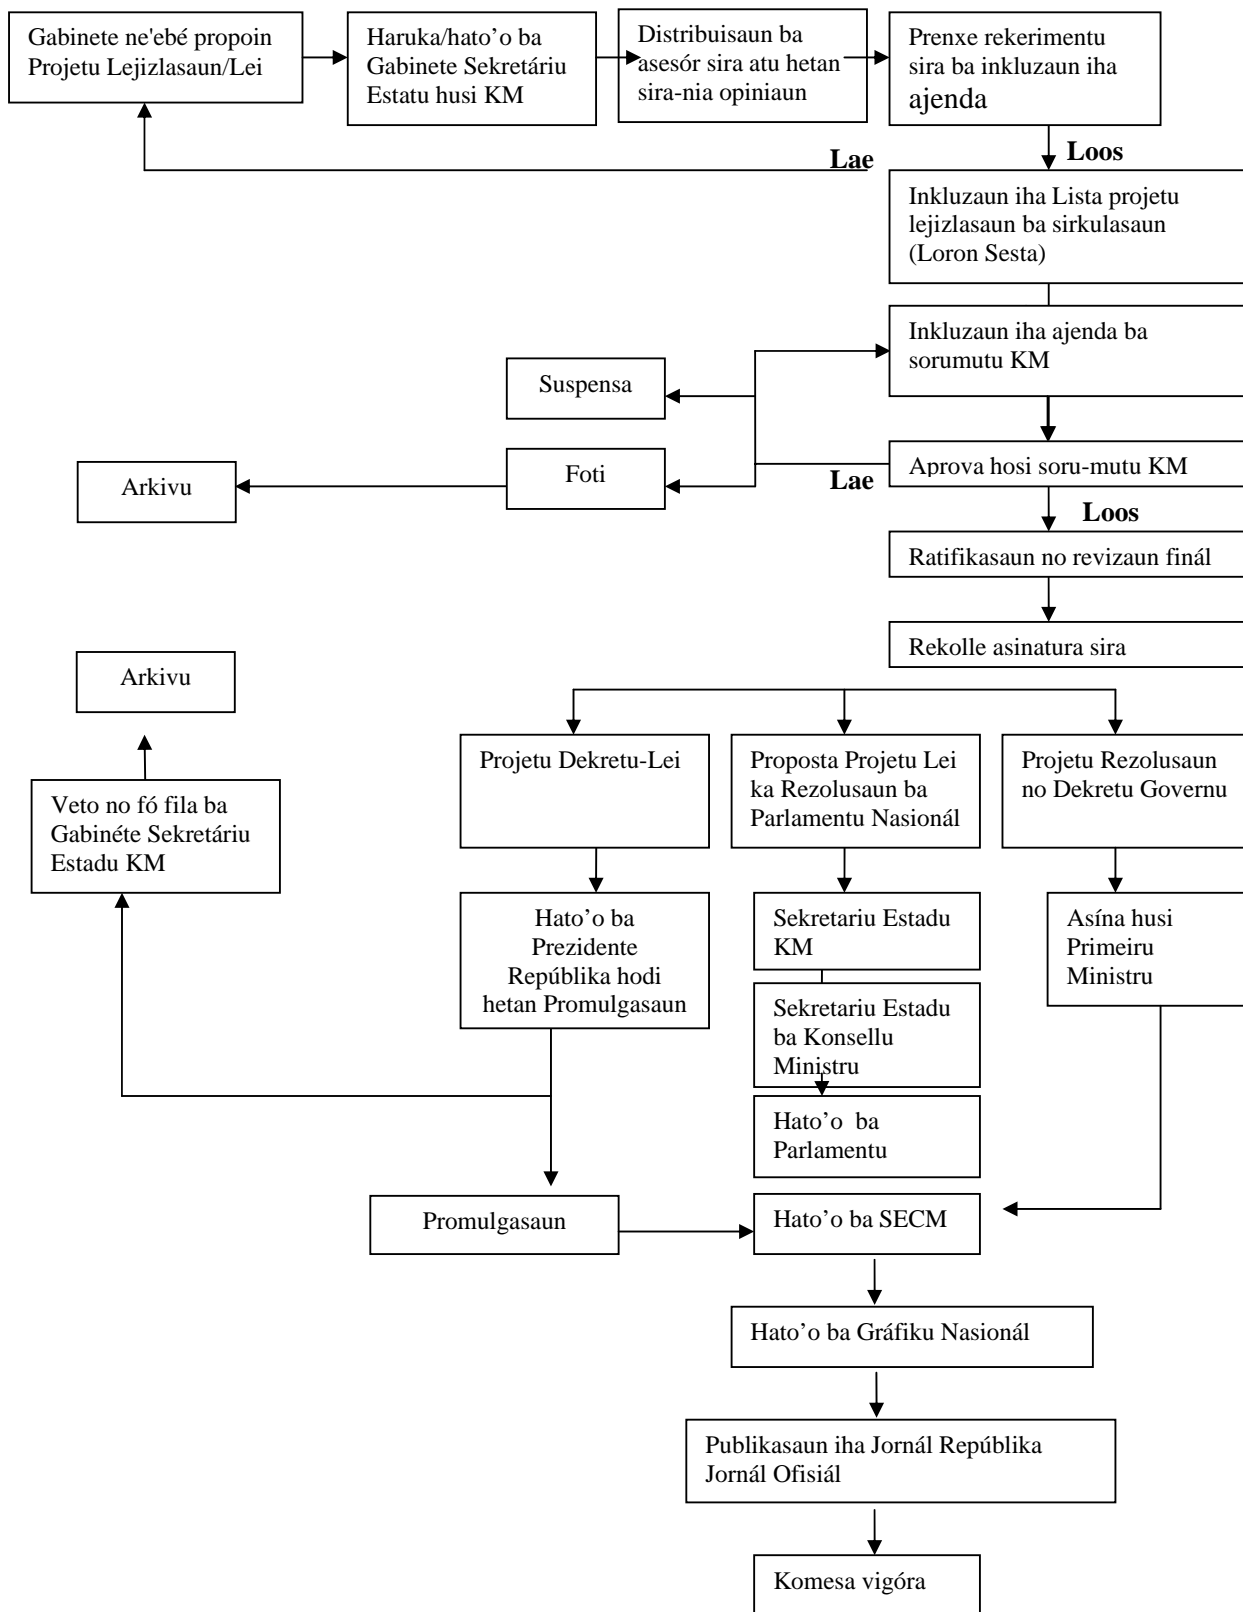 Gabinete ne'ebé propoin
Projetu Lejizlasaun/Lei
Haruka/hato’o ba
Gabinete Sekretáriu
Estatu husi KM
Distribuisaun ba
asesór sira atu hetan
sira-nia opiniaun
Prenxe rekerimentu
sira ba inkluzaun iha
ajenda
Lae
Loos
Inkluzaun iha Lista projetu
lejizlasaun ba sirkulasaun
(Loron Sesta)
Inkluzaun iha ajenda ba
sorumutu KM
Suspensa
Aprova hosi soru-mutu KM
Lae
Foti
Arkivu
Loos
Ratifikasaun no revizaun finál
Rekolle asinatura sira
Arkivu
Projetu Dekretu-Lei
Proposta Projetu Lei
ka Rezolusaun ba
Parlamentu Nasionál
Projetu Rezolusaun
no Dekretu Governu
Veto no fó fila ba
Gabinéte Sekretáriu
Estadu KM
Hato’o ba
Prezidente
Repúblika hodi
hetan Promulgasaun
Sekretariu Estadu
KM
Asína husi
Primeiru
Ministru
Sekretariu Estadu
ba Konsellu
Ministru
Hato’o ba
Parlamentu
Promulgasaun
Hato’o ba SECM
Hato’o ba Gráfiku Nasionál
Publikasaun iha Jornál Repúblika
Jornál Ofisiál
Komesa vigóra